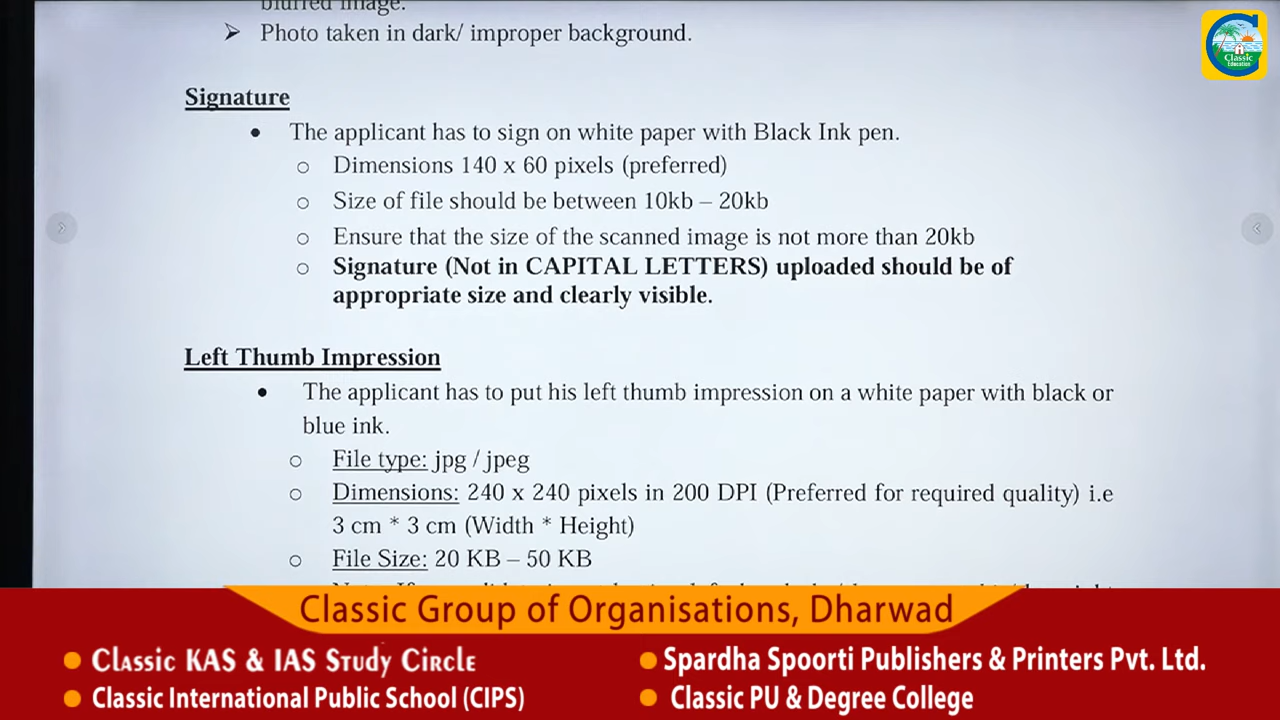 blurred image.
➢ Photo taken in dark/ improper background.
Signature
• The applicant has to sign on white paper with Black Ink pen.
o Dimensions 140 x 60 pixels (preferred)
o Size of file should be between 10kb – 20kb
o Ensure that the size of the scanned image is not more than 20kb
o Signature (Not in CAPITAL LETTERS) uploaded should be of
appropriate size and clearly visible.
Left Thumb Impression
• The applicant has to put his left thumb impression on a white paper with black or
blue ink.
o File type: jpg / jpeg
o Dimensions: 240 x 240 pixels in 200 DPI (Preferred for required quality) i.e
3 cm * 3 cm (Width * Height)
o File Size: 20 KB – 50 KB
Classic Group of Organisations, Dharwad
• Classic KAS & IAS Study Circle
• Spardha Spoorti Publishers & Printers Pvt. Ltd.
• Classic International Public School (CIPS)
• Classic PU & Degree College
Classic
Education